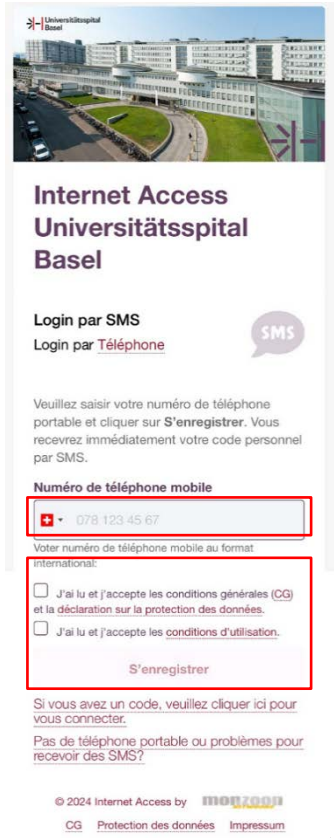 Universitätsspital
Basel
Internet Access
Universitätsspital
Basel
Login par SMS
Login par Téléphone
SMS
Veuillez saisir votre numéro de téléphone
portable et cliquer sur S'enregistrer. Vous
recevrez immédiatement votre code personnel
par SMS.
Numéro de téléphone mobile
078 123 45 67
Voter numéro de téléphone mobile au format
international:
J'ai lu et j'accepte les conditions générales (CG)
et la déclaration sur la protection des données.
J'ai lu et j'accepte les conditions d'utilisation.
S'enregistrer
Si vous avez un code, veuillez cliquer ici pour
vous connecter.
Pas de téléphone portable ou problèmes pour
recevoir des SMS?
© 2024 Internet Access by monzoon
CG Protection des données Impressum